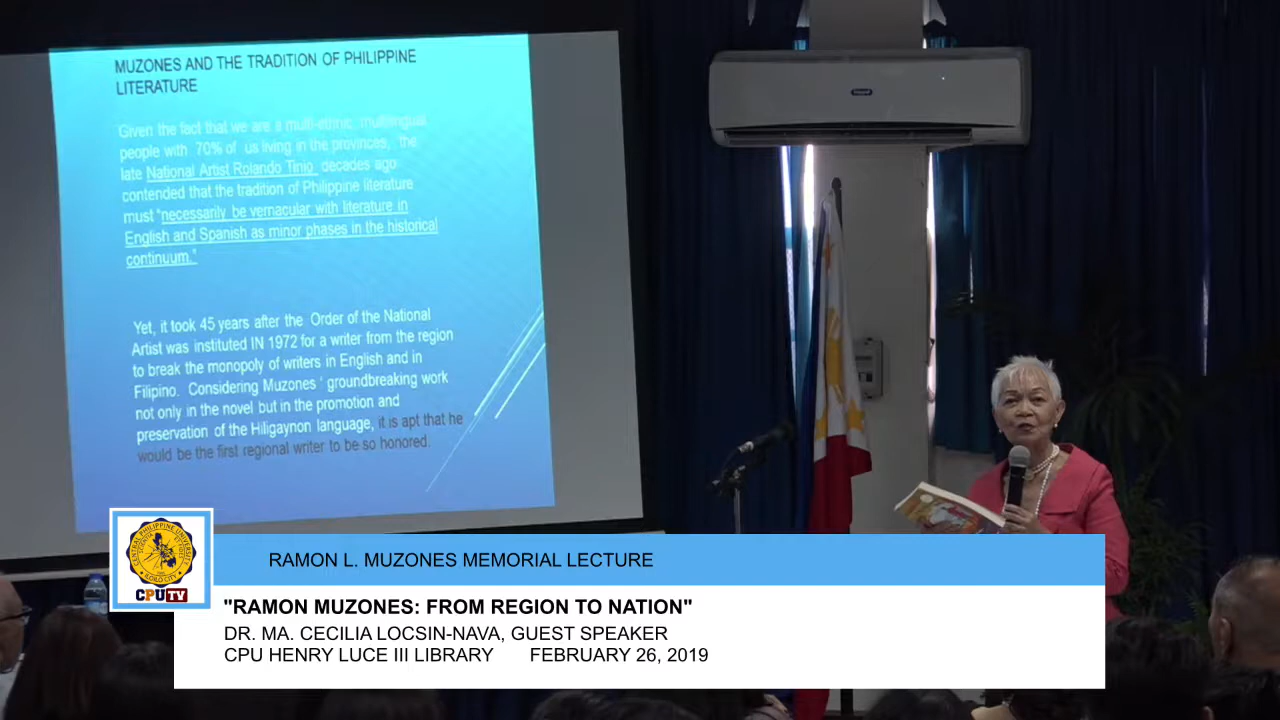 MUZONES AND THE TRADITION OF PHILIPPINE
LITERATURE
Given the fact that we are a multi-ethnic, multilingual
people with 70% of us living in the provinces, the
late National Artist Rolando Tinio, decades ago
contended that the tradition of Philippine literature
must "necessarily be vernacular with literature in
English and Spanish as minor phases in the historical
continuum."
Yet, it took 45 years after the Order of the National
Artist was instituted IN 1972 for a writer from the region
to break the monopoly of writers in English and in
Filipino. Considering Muzones ' groundbreaking work
not only in the novel but in the promotion and
preservation of the Hiligaynon language, it is apt that he
would be the first regional writer to be so honored.
CENTRAL PHILIPPINE UNIVERSITY
ILOILO CITY
CPUTV
RAMON L. MUZONES MEMORIAL LECTURE
"RAMON MUZONES: FROM REGION TO NATION"
DR. MA. CECILIA LOCSIN-NAVA, GUEST SPEAKER
CPU HENRY LUCE III LIBRARY FEBRUARY 26, 2019